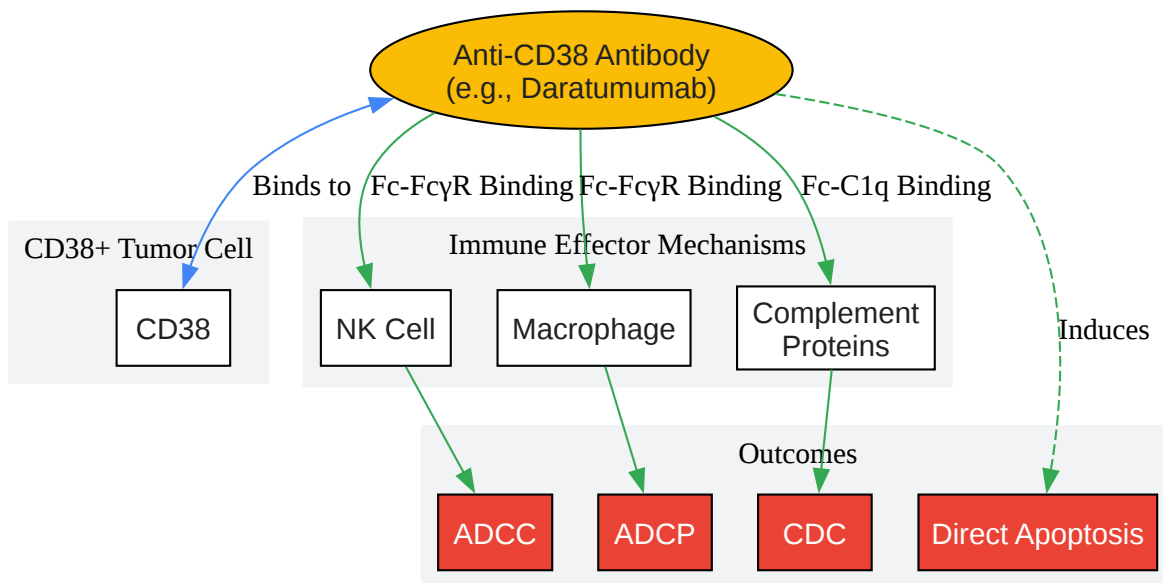 Anti-CD38 Antibody
(e.g., Daratumumab)
Binds to
Fc-FcγR Binding
Fc-FcγR Binding
Fc-C1q Binding
CD38+ Tumor Cell
Immune Effector Mechanisms
CD38
NK Cell
Macrophage
Complement
Proteins
Induces
Outcomes
ADCC
ADCP
CDC
Direct Apoptosis